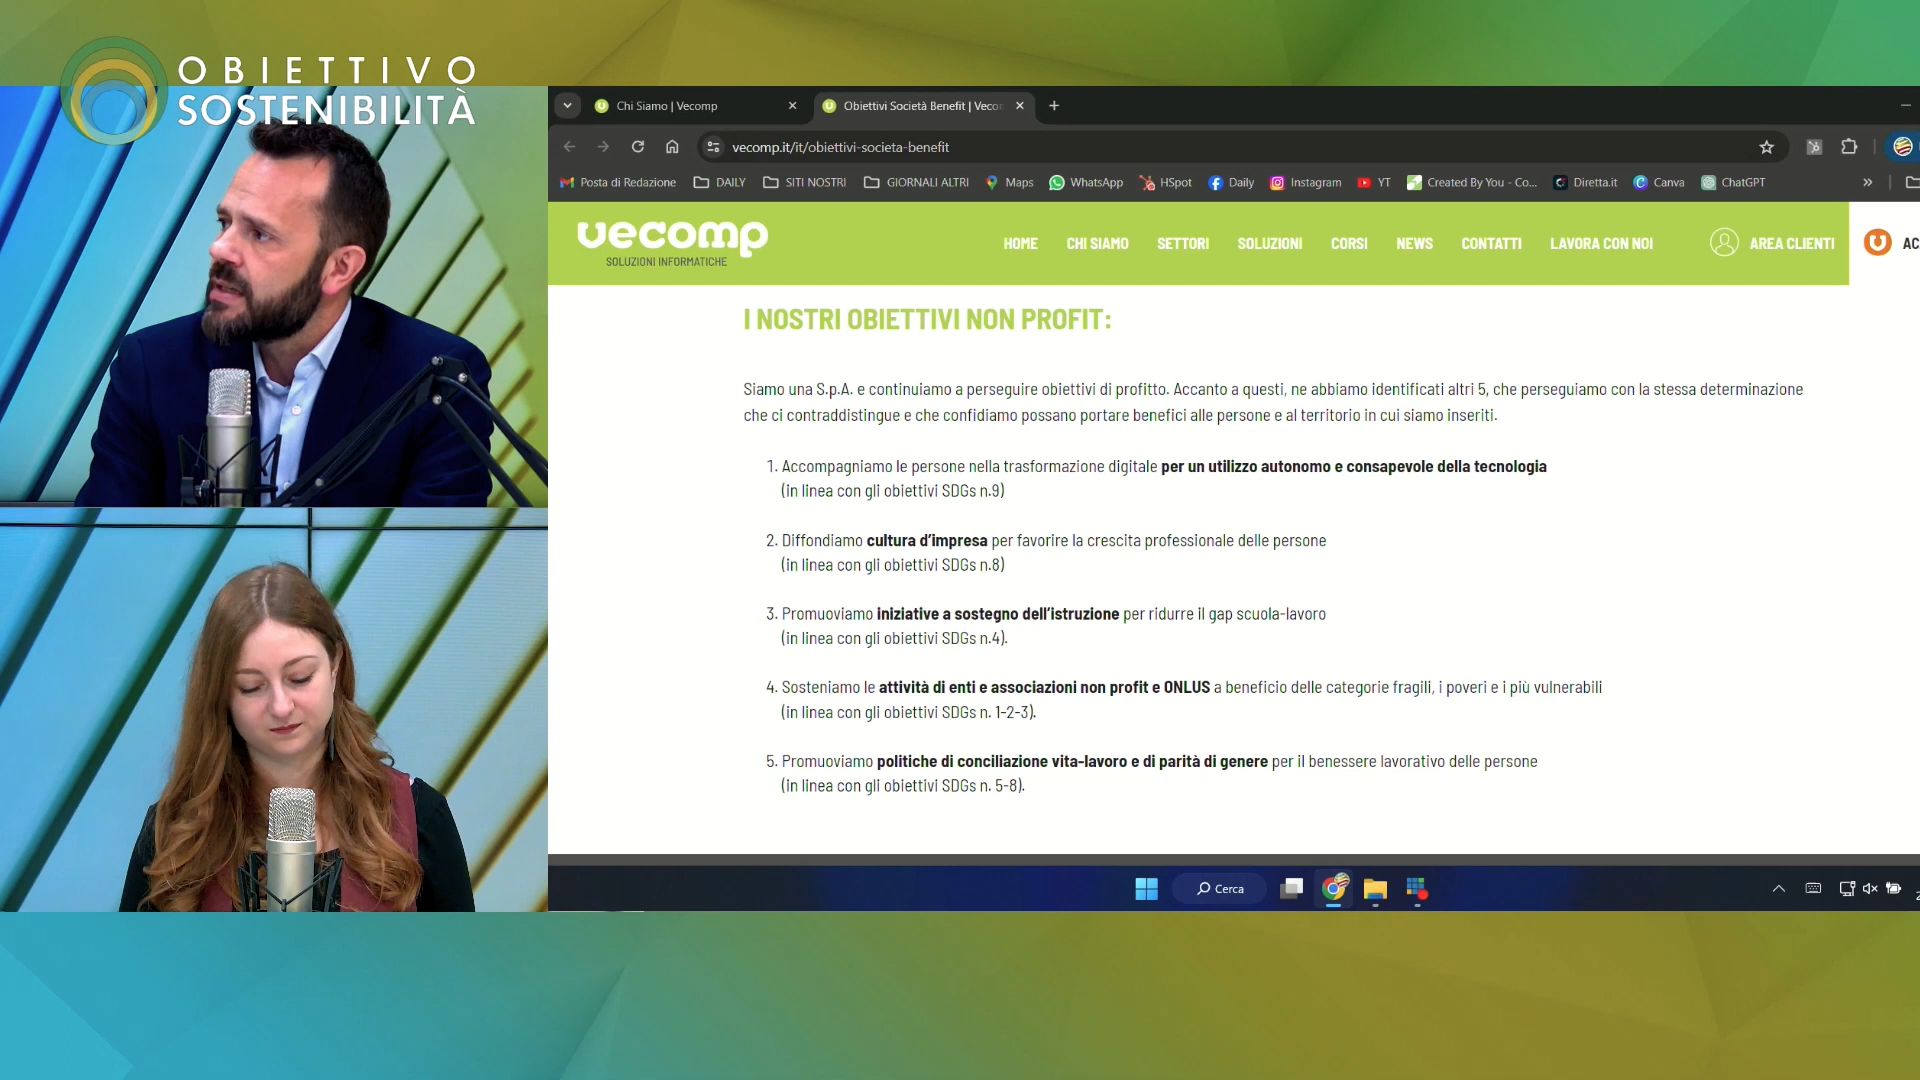 OBIETTIVO
SOSTENIBILITÀ
Chi Siamo | Vecomp
Obiettivi Società Benefit | Vecon
vecomp.it/it/obiettivi-societa-benefit
Posta di Redazione DAILY SITI NOSTRI GIORNALI ALTRI Maps WhatsApp HSpot Daily Instagram YT Created By You - Co... Diretta.it Canva ChatGPT »
vecomp
SOLUZIONI INFORMATICHE
HOME CHI SIAMO SETTORI SOLUZIONI CORSI NEWS CONTATTI LAVORA CON NOI AREA CLIENTI AC
I NOSTRI OBIETTIVI NON PROFIT:
Siamo una S.p.A. e continuiamo a perseguire obiettivi di profitto. Accanto a questi, ne abbiamo identificati altri 5, che perseguiamo con la stessa determinazione
che ci contraddistingue e che confidiamo possano portare benefici alle persone e al territorio in cui siamo inseriti.
1. Accompagniamo le persone nella trasformazione digitale per un utilizzo autonomo e consapevole della tecnologia
(in linea con gli obiettivi SDGs n.9)
2. Diffondiamo cultura d'impresa per favorire la crescita professionale delle persone
(in linea con gli obiettivi SDGs n.8)
3. Promuoviamo iniziative a sostegno dell'istruzione per ridurre il gap scuola-lavoro
(in linea con gli obiettivi SDGs n.4).
4. Sosteniamo le attività di enti e associazioni non profit e ONLUS a beneficio delle categorie fragili, i poveri e i più vulnerabili
(in linea con gli obiettivi SDGs n. 1-2-3).
5. Promuoviamo politiche di conciliazione vita-lavoro e di parità di genere per il benessere lavorativo delle persone
(in linea con gli obiettivi SDGs n. 5-8).
Cerca